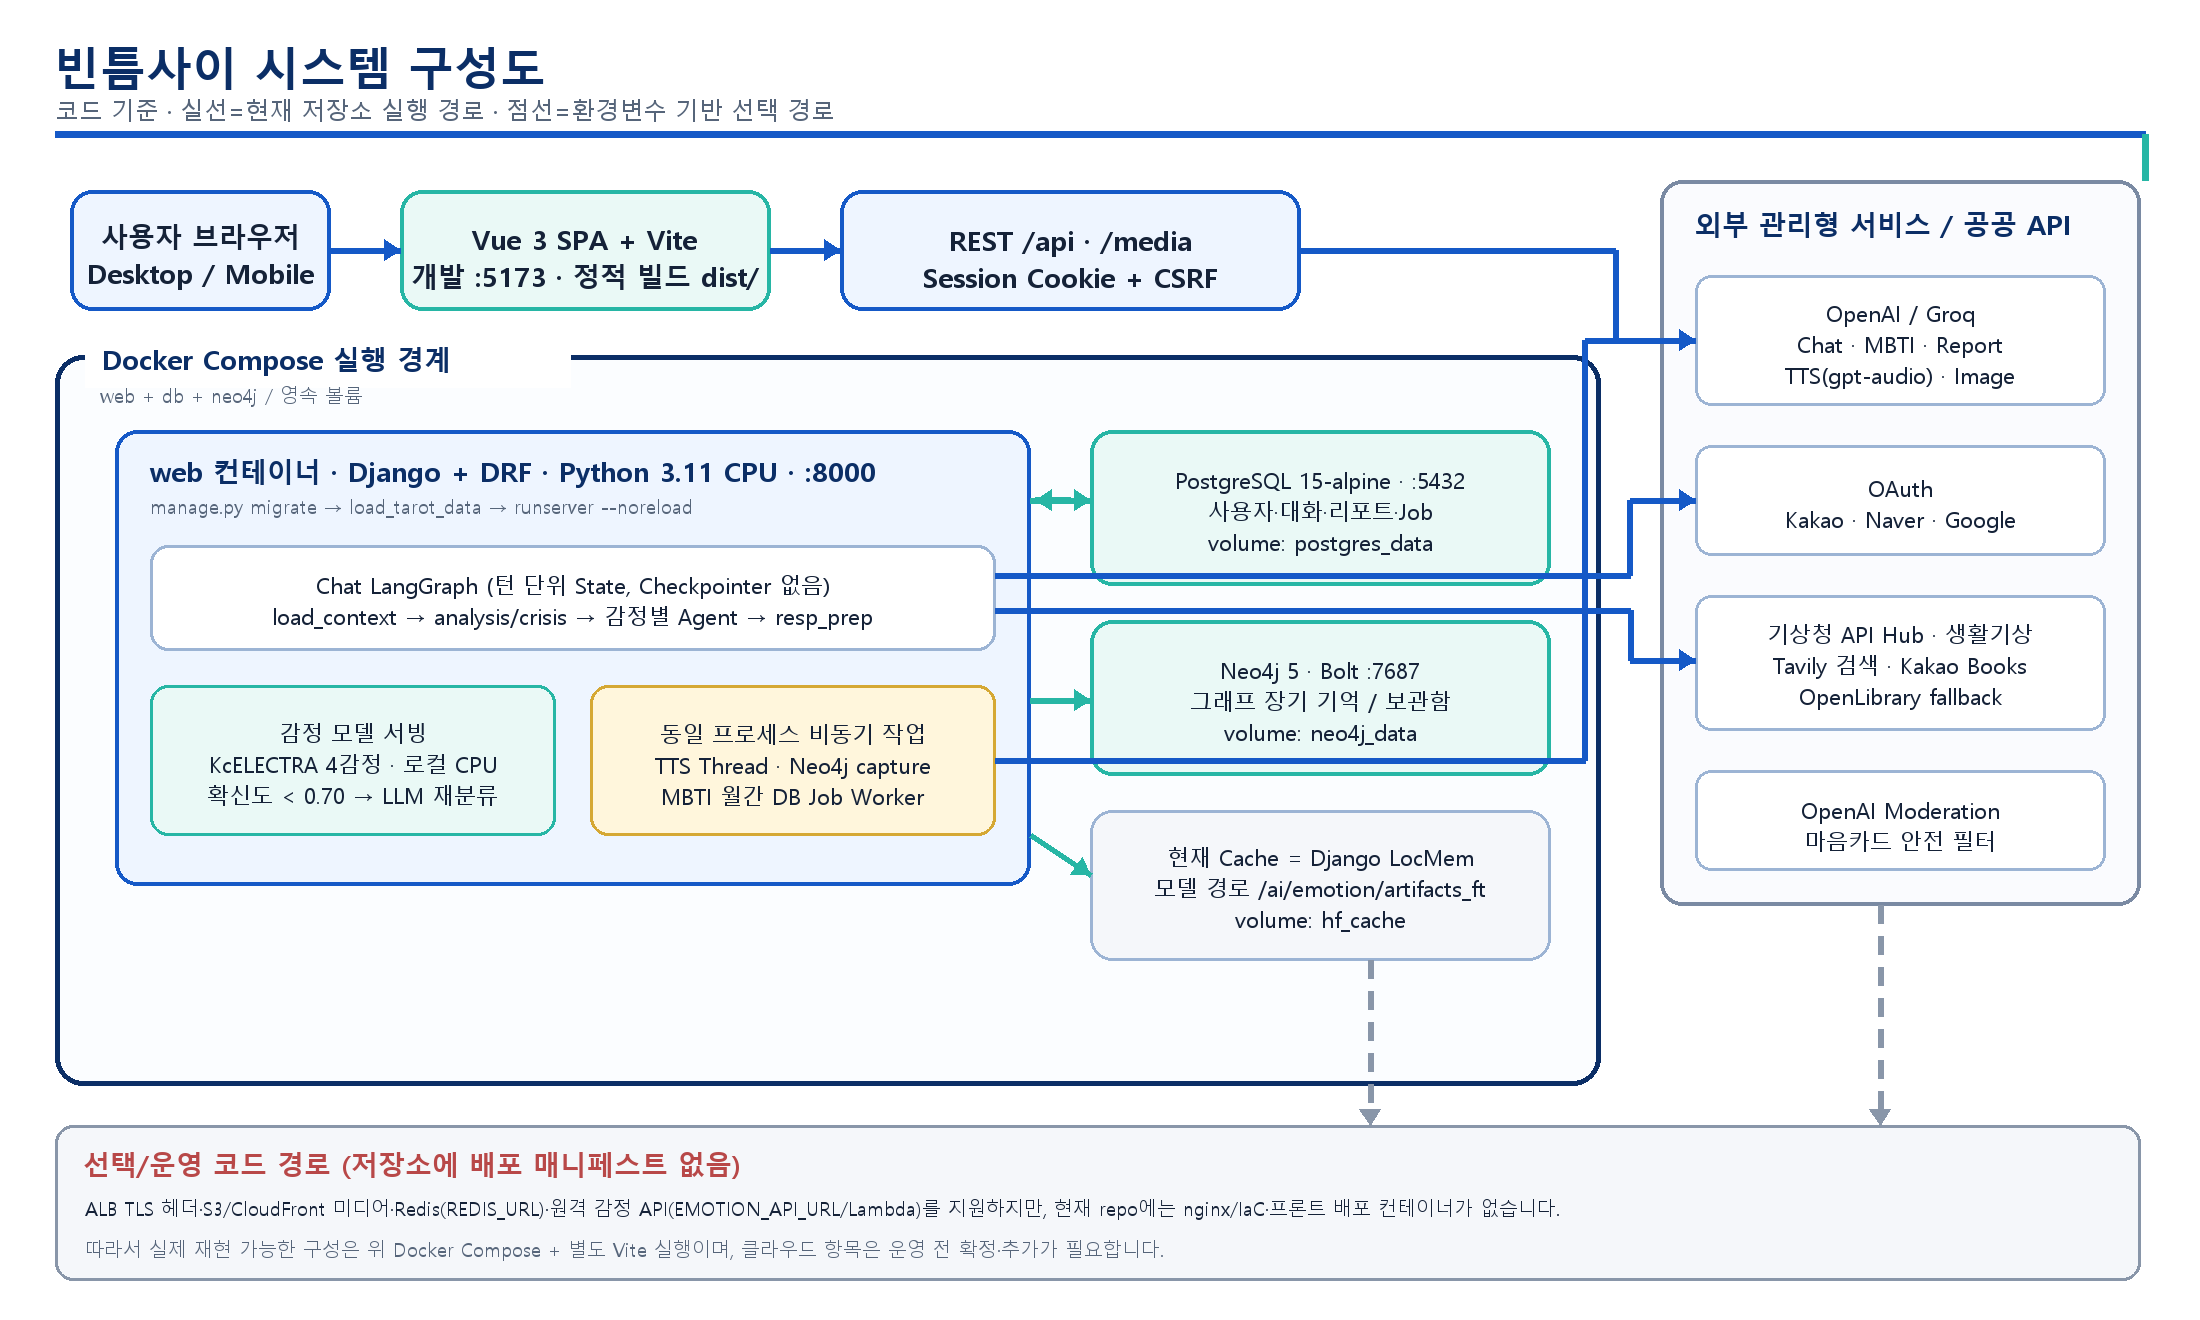 빈틈사이 시스템 구성도
코드 기준 · 실선=현재 저장소 실행 경로 · 점선=환경변수 기반 선택 경로
사용자 브라우저
Desktop / Mobile
Vue 3 SPA + Vite
개발 :5173 · 정적 빌드 dist/
REST /api · /media
Session Cookie + CSRF
외부 관리형 서비스 / 공공 API
OpenAI / Groq
Chat · MBTI · Report
TTS(gpt-audio) · Image
OAuth
Kakao · Naver · Google
기상청 API Hub · 생활기상
Tavily 검색 · Kakao Books
OpenLibrary fallback
OpenAI Moderation
마음카드 안전 필터
Docker Compose 실행 경계
web + db + neo4j / 영속 볼륨
web 컨테이너 · Django + DRF · Python 3.11 CPU · :8000
manage.py migrate → load_tarot_data → runserver --noreload
Chat LangGraph (턴 단위 State, Checkpointer 없음)
load_context → analysis/crisis → 감정별 Agent → resp_prep
감정 모델 서빙
KcELECTRA 4감정 · 로컬 CPU
확신도 < 0.70 → LLM 재분류
동일 프로세스 비동기 작업
TTS Thread · Neo4j capture
MBTI 월간 DB Job Worker
PostgreSQL 15-alpine · :5432
사용자·대화·리포트·Job
volume: postgres_data
Neo4j 5 · Bolt :7687
그래프 장기 기억 / 보관함
volume: neo4j_data
현재 Cache = Django LocMem
모델 경로 /ai/emotion/artifacts_ft
volume: hf_cache
선택/운영 코드 경로 (저장소에 배포 매니페스트 없음)
ALB TLS 헤더·S3/CloudFront 미디어·Redis(REDIS_URL)·원격 감정 API(EMOTION_API_URL/Lambda)를 지원하지만, 현재 repo에는 nginx/IaC·프론트 배포 컨테이너가 없습니다.
따라서 실제 재현 가능한 구성은 위 Docker Compose + 별도 Vite 실행이며, 클라우드 항목은 운영 전 확정·추가가 필요합니다.